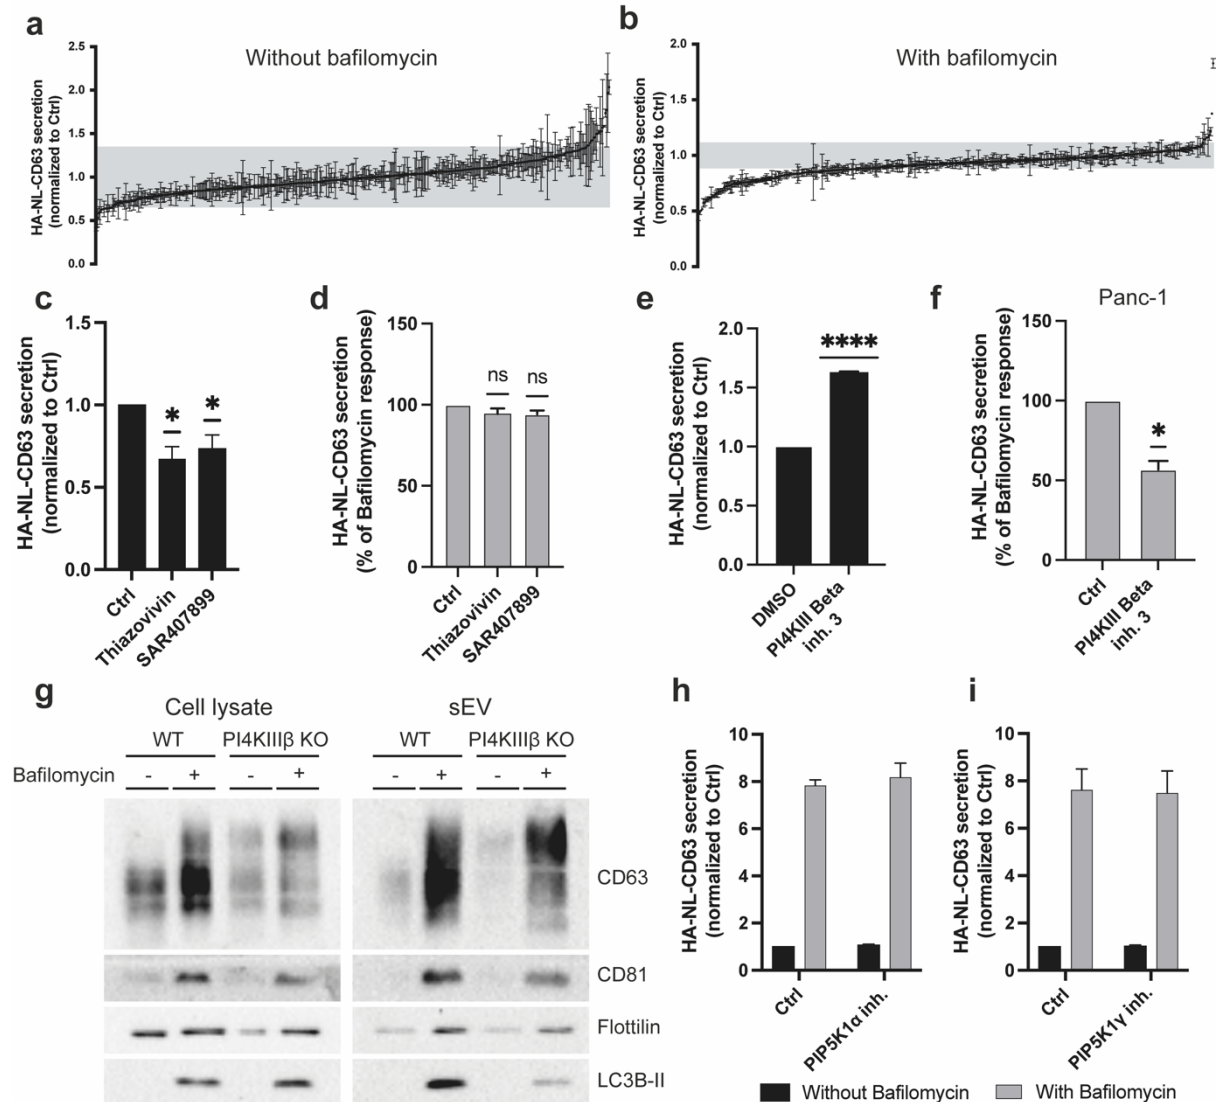 a
Without bafilomycin
HA-NL-CD63 secretion
(normalized to Ctrl)
2.5
2.0
1.5
1.0
0.5
0.0
b
With bafilomycin
HA-NL-CD63 secretion
(normalized to Ctrl)
2.0
1.5
1.0
0.5
0.0
c
HA-NL-CD63 secretion
(normalized to Ctrl)
1.5
1.0
0.5
0.0
*
*
Ctrl
Thiazovivin
SAR407899
d
HA-NL-CD63 secretion
(% of Bafilomycin response)
150
100
50
0
ns
ns
Ctrl
Thiazovivin
SAR407899
e
HA-NL-CD63 secretion
(normalized to Ctrl)
2.0
1.5
1.0
0.5
0.0
****
DMSO
PI4KIII Beta
inh. 3
f
Panc-1
HA-NL-CD63 secretion
(% of Bafilomycin response)
150
100
50
0
*
Ctrl
PI4KIII Beta
inh. 3
g
Cell lysate
sEV
WT
PI4KIIIβ KO
WT
PI4KIIIβ KO
Bafilomycin - + - + - + - +
CD63
CD81
Flottilin
LC3B-II
h
HA-NL-CD63 secretion
(normalized to Ctrl)
10
8
6
4
2
0
Ctrl
PIP5K1α inh.
i
HA-NL-CD63 secretion
(normalized to Ctrl)
10
8
6
4
2
0
Ctrl
PIP5K1γ inh.
Without Bafilomycin
With Bafilomycin